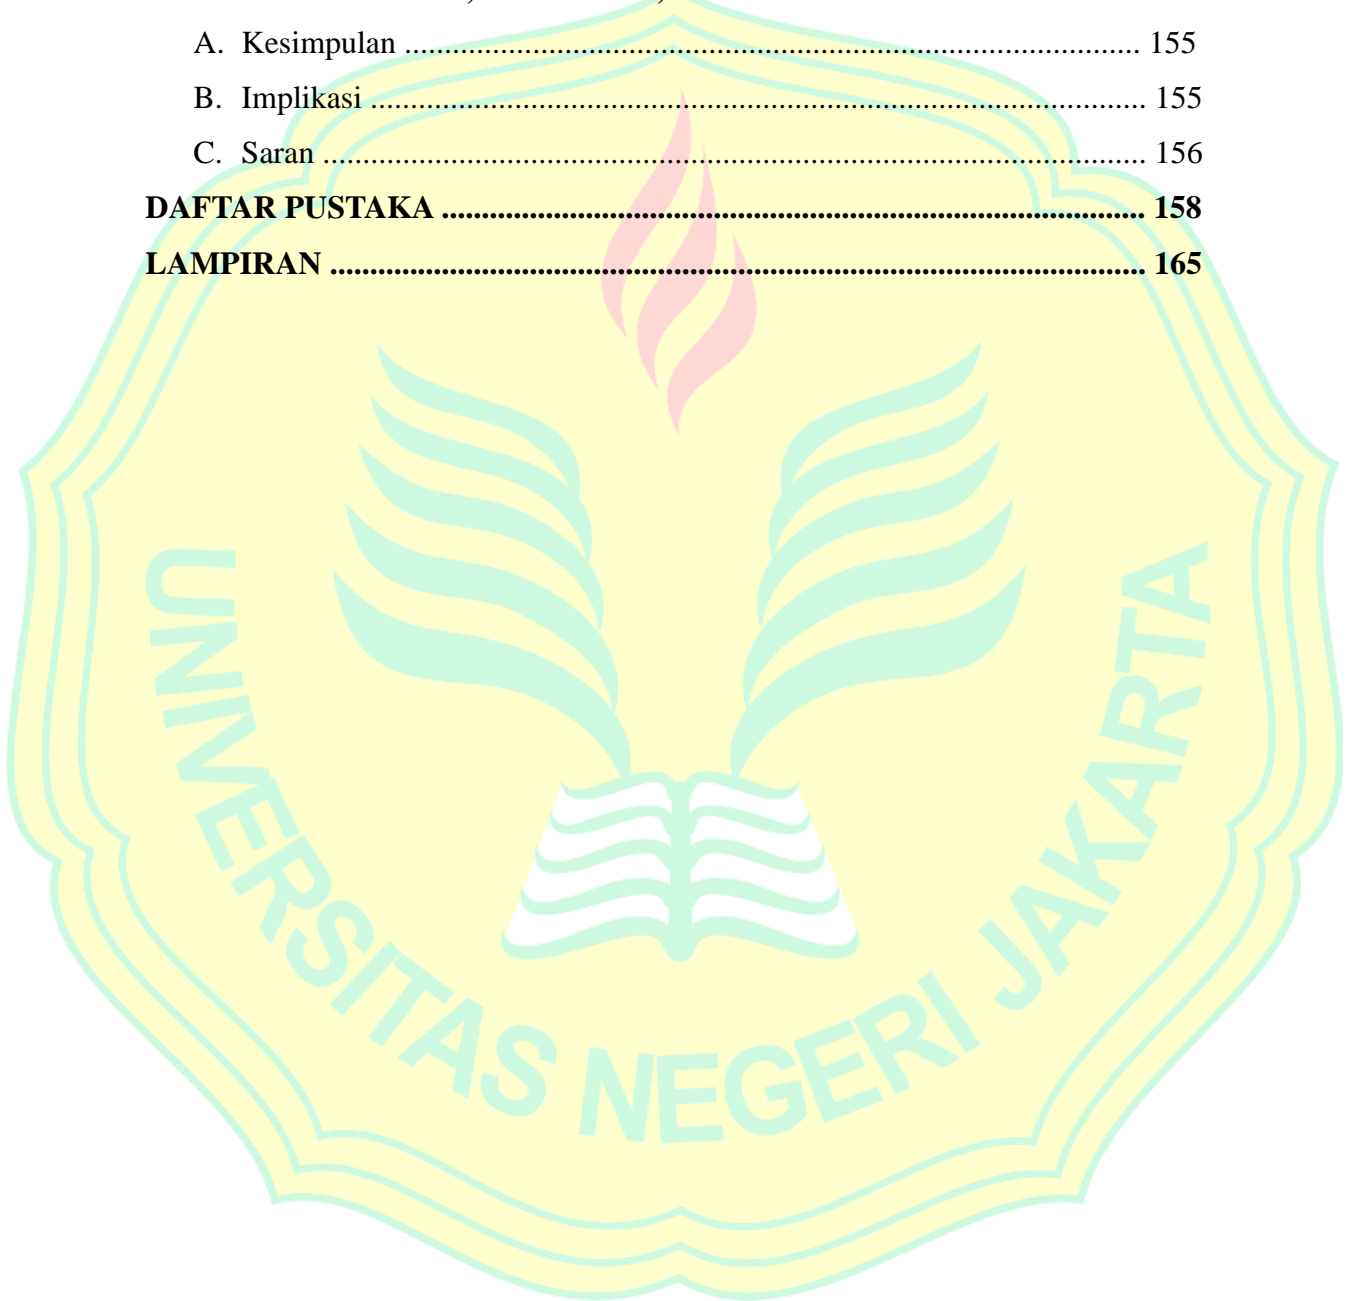 A. Kesimpulan ............................................................................................ 155
B. Implikasi ................................................................................................. 155
C. Saran ....................................................................................................... 156
DAFTAR PUSTAKA ........................................................................................ 158
LAMPIRAN ...................................................................................................... 165
UNIVERSITAS NEGERI JAKARTA